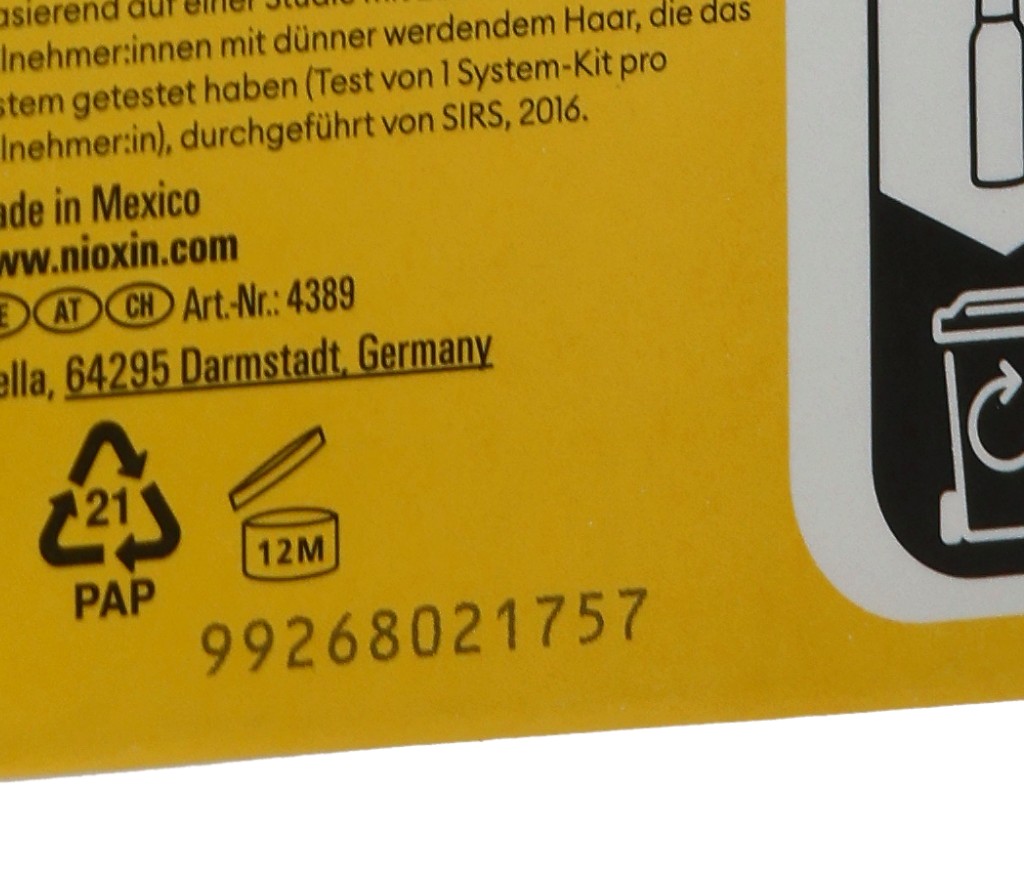 asierend auf einer Studie
lnehmer:innen mit dünner werdendem Haar, die das
stem getestet haben (Test von 1 System-Kit pro
lnehmer:in), durchgeführt von SIRS, 2016.
ade in Mexico
ww.nioxin.com
E AT CH Art.-Nr.: 4389
ella, 64295 Darmstadt, Germany
21
PAP
12M
99268021757